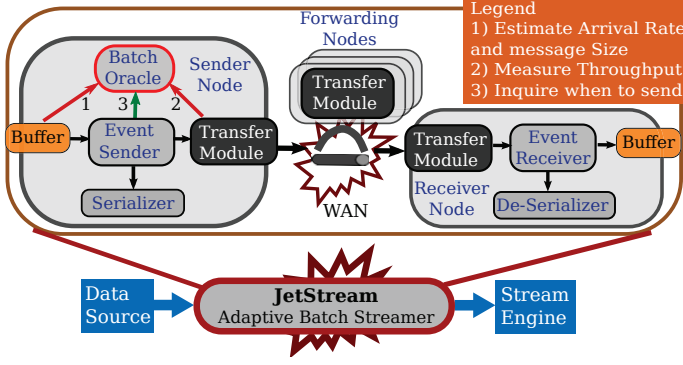 Forwarding
Nodes
Legend
1) Estimate Arrival Rate
and message Size
2) Measure Throughput
3) Inquire when to send
Batch
Oracle
Sender
Node
1
3
2
Buffer
Event
Sender
Transfer
Module
Serializer
Transfer
Module
WAN
Transfer
Module
Event
Receiver
Buffer
Receiver
Node
De-Serializer
Data
Source
JetStream
Adaptive Batch Streamer
Stream
Engine